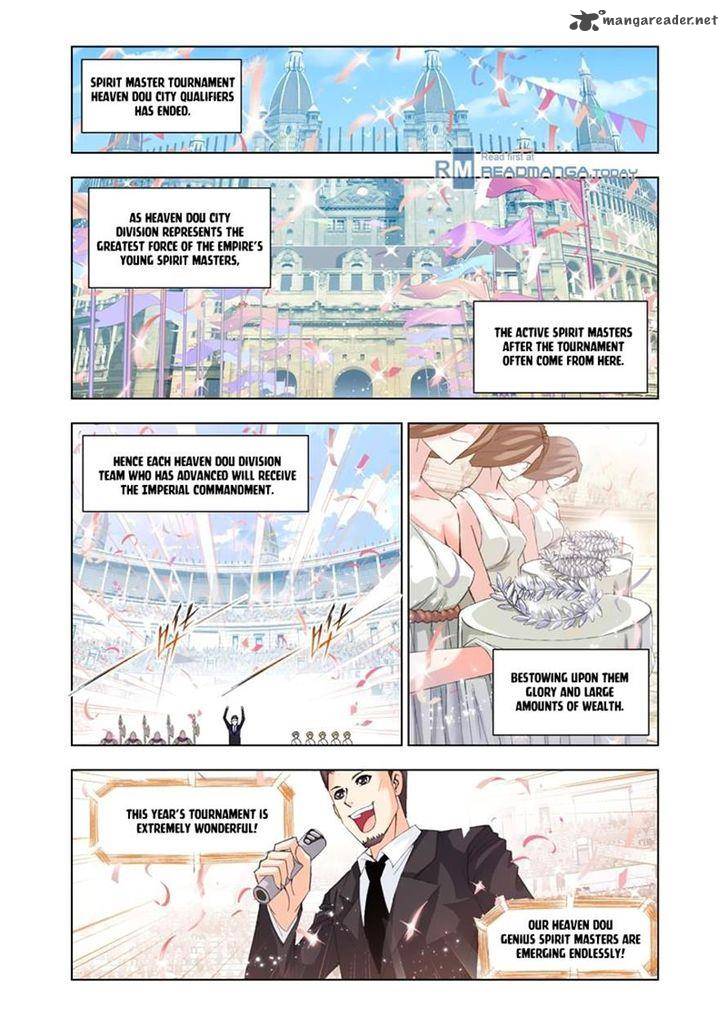 mangareader.net
SPIRIT MASTER TOURNAMENT
HEAVEN DOU CITY QUALIFIERS
HAS ENDED.
RM Read first at
READMANGA.TODAY
AS HEAVEN DOU CITY
DIVISION REPRESENTS THE
GREATEST FORCE OF THE EMPIRE'S
YOUNG SPIRIT MASTERS,
THE ACTIVE SPIRIT MASTERS
AFTER THE TOURNAMENT
OFTEN COME FROM HERE.
HENCE EACH HEAVEN DOU DIVISION
TEAM WHO HAS ADVANCED WILL RECEIVE
THE IMPERIAL COMMANDMENT.
BESTOWING UPON THEM
GLORY AND LARGE
AMOUNTS OF WEALTH.
THIS YEAR'S TOURNAMENT IS
EXTREMELY WONDERFUL!
OUR HEAVEN DOU
GENIUS SPIRIT MASTERS ARE
EMERGING ENDLESSLY!